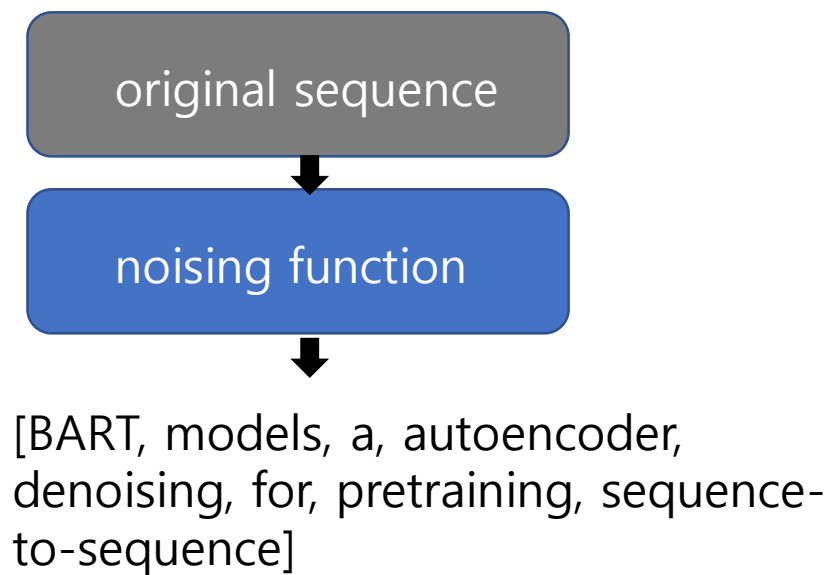 original sequence
noising function
[BART, models, a, autoencoder,
denoising, for, pretraining, sequence-
to-sequence]